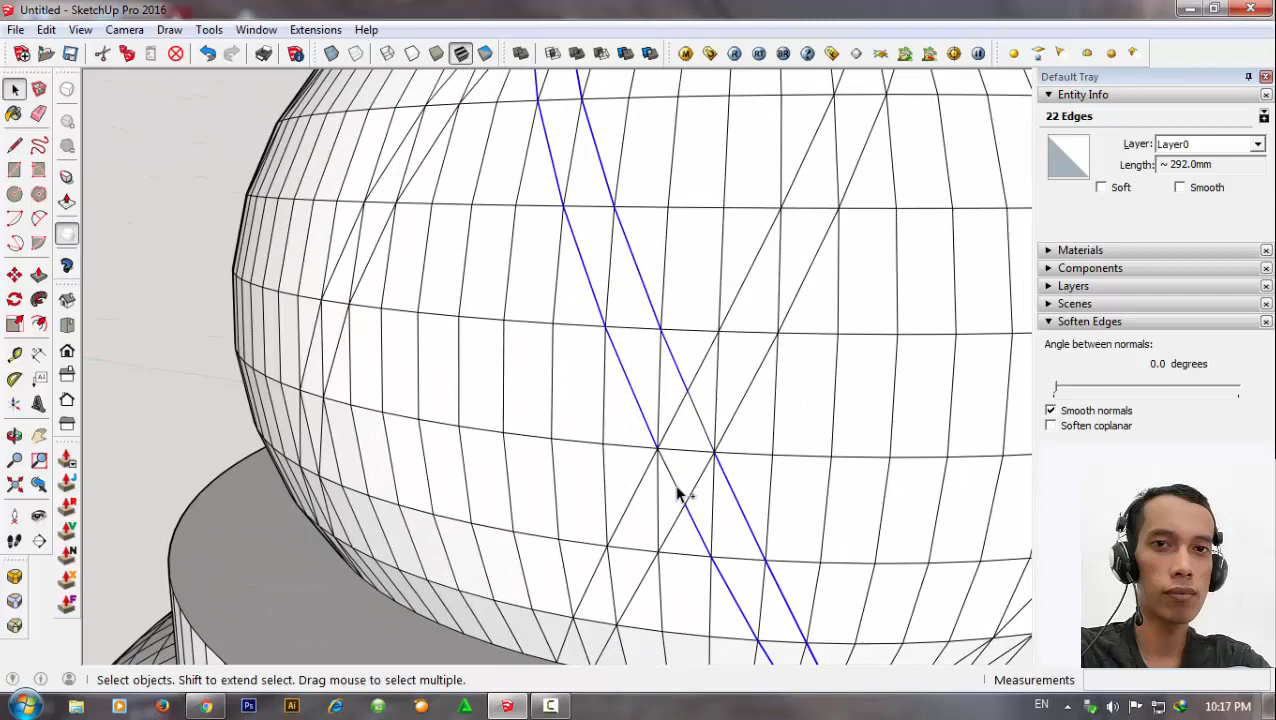 Untitled - SketchUp Pro 2016
File Edit View Camera Draw Tools Window Extensions Help
Default Tray
Entity Info
22 Edges
Layer: Layer0
Length: ~ 292.0mm
Soft Smooth
Materials
Components
Layers
Scenes
Soften Edges
Angle between normals:
0.0 degrees
Smooth normals
Soften coplanar
Select objects. Shift to extend select. Drag mouse to select multiple.
Measurements
EN
10:17 PM